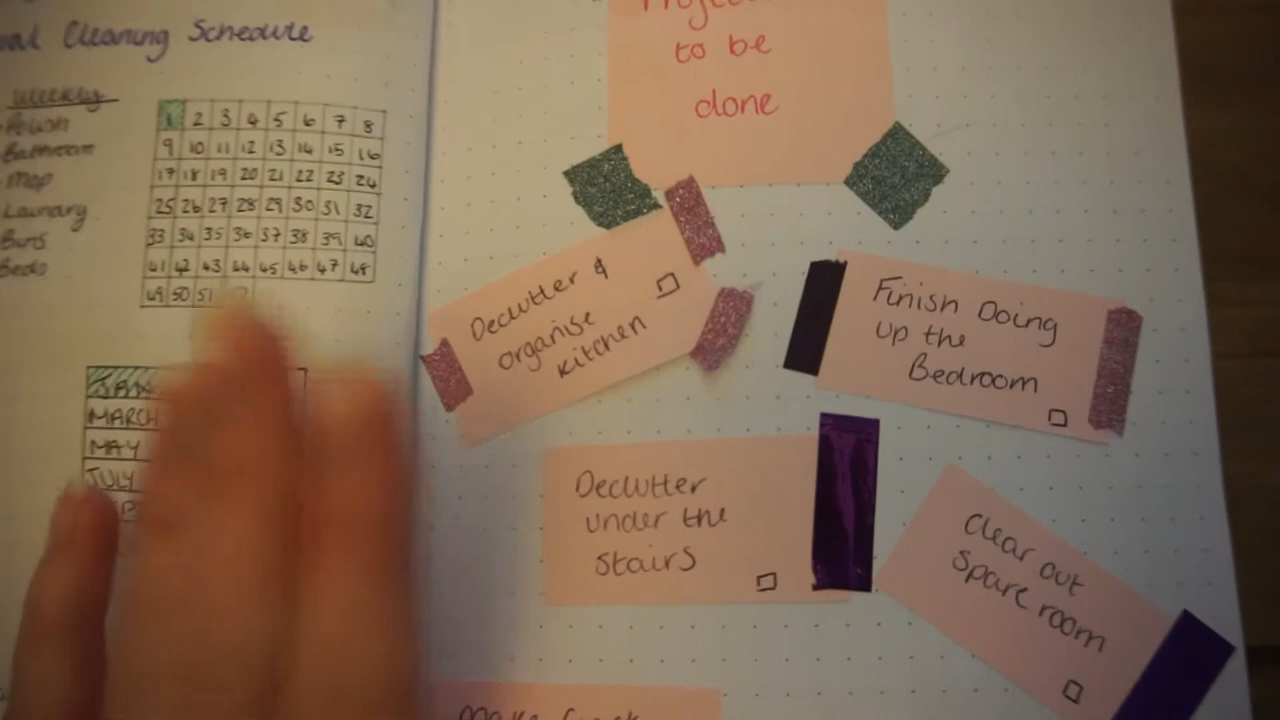 Cleaning Schedule
Weekly
Polish
Bathroom
Mop
Laundry
Bins
Beds
1 2 3 4 5 6 7 8
9 10 11 12 13 14 15 16
17 18 19 20 21 22 23 24
25 26 27 28 29 30 31 32
33 34 35 36 37 38 39 40
41 42 43 44 45 46 47 48
49 50 51
JAN
MARCH
MAY
JULY
to be
done
Declutter &
organise
kitchen
Finish Doing
up the
Bedroom
Declutter
under the
stairs
Clear out
spare room